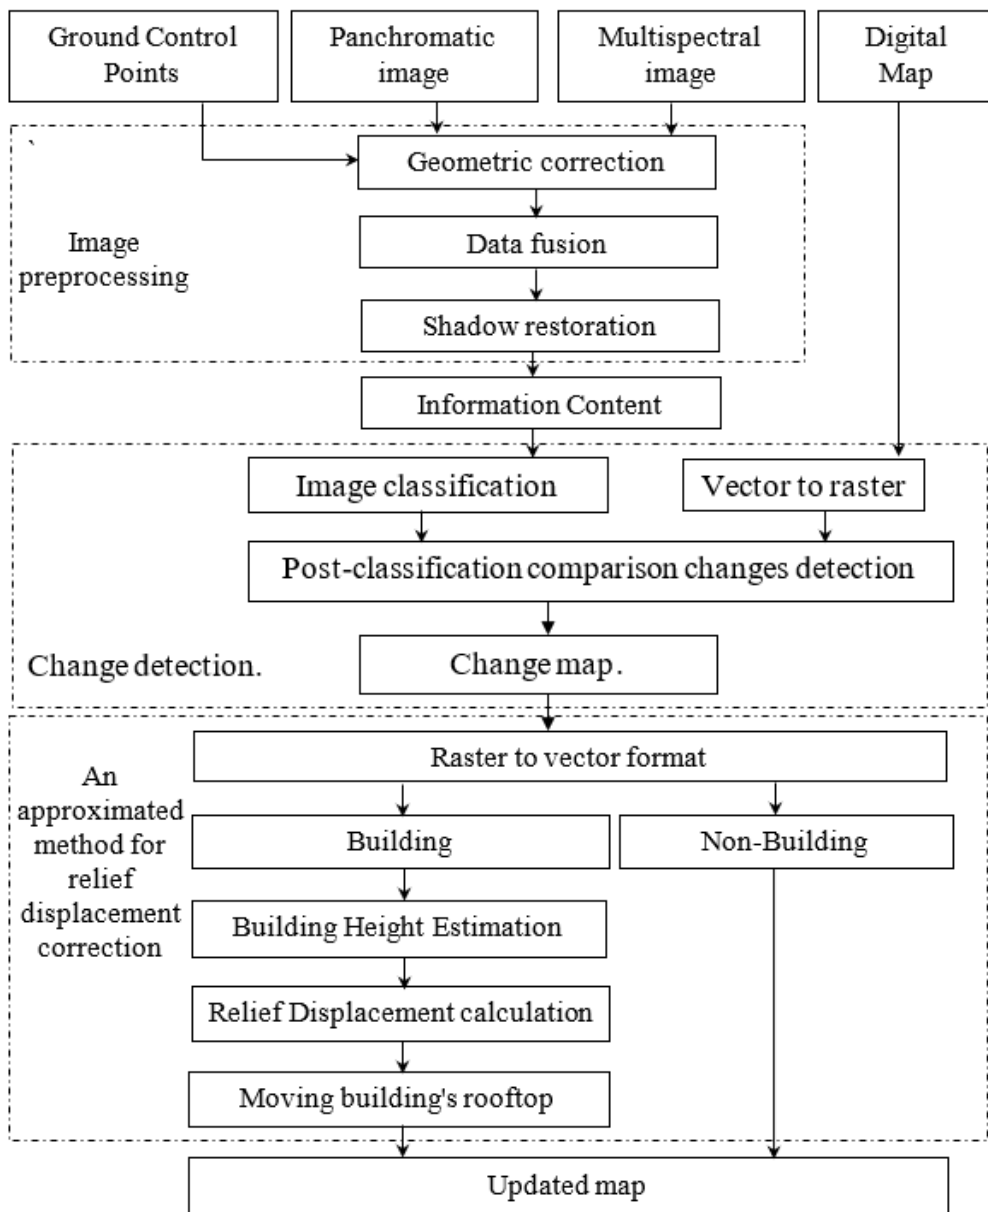 Ground Control
Points
Panchromatic
image
Multispectral
image
Digital
Map
`
Geometric correction
Data fusion
Image
preprocessing
Shadow restoration
Information Content
Image classification
Vector to raster
Post-classification comparison changes detection
Change detection.
Change map.
Raster to vector format
An
approximated
method for
relief
displacement
correction
Building
Non-Building
Building Height Estimation
Relief Displacement calculation
Moving building's rooftop
Updated map